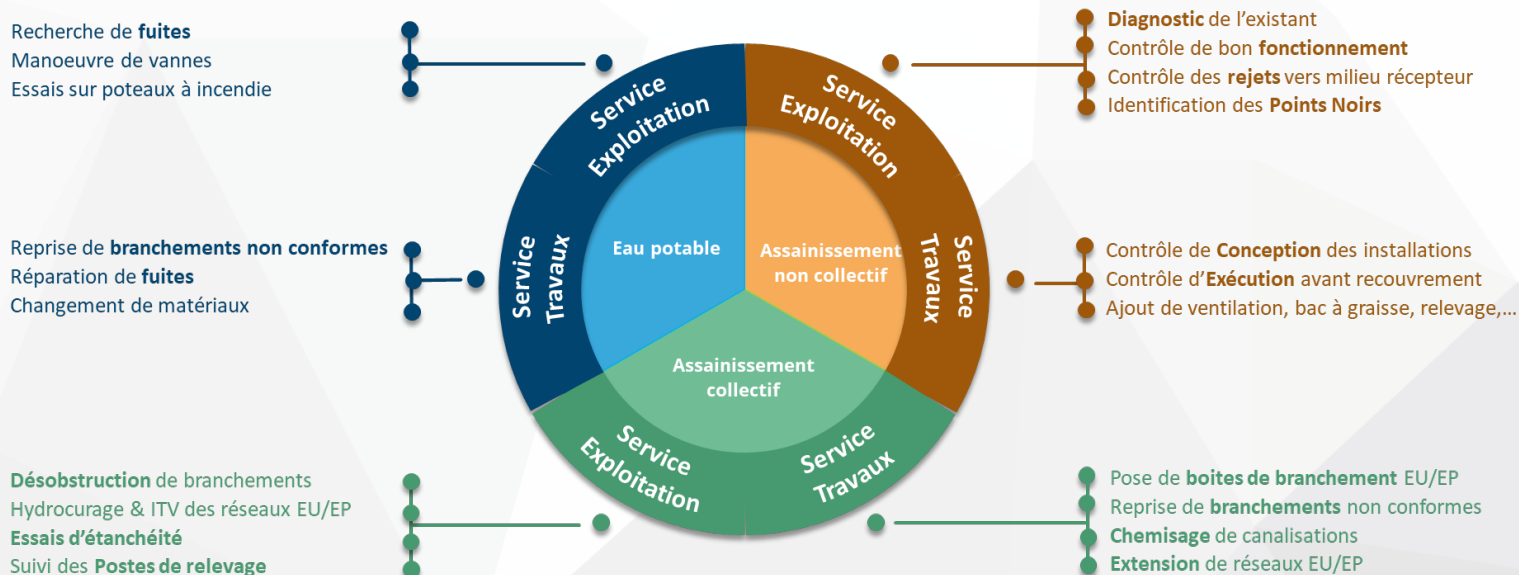 Recherche de fuites
Manoeuvre de vannes
Essais sur poteaux à incendie
Diagnostic de l'existant
Contrôle de bon fonctionnement
Contrôle des rejets vers milieu récepteur
Identification des Points Noirs
Service
Exploitation
Service
Exploitation
Service
Travaux
Service
Travaux
Eau potable
Assainissement
non collectif
Reprise de branchements non conformes
Réparation de fuites
Changement de matériaux
Contrôle de Conception des installations
Contrôle d'Exécution avant recouvrement
Ajout de ventilation, bac à graisse, relevage,...
Assainissement
collectif
Service
Exploitation
Service
Travaux
Désobstruction de branchements
Hydrocurage & ITV des réseaux EU/EP
Essais d'étanchéité
Suivi des Postes de relevage
Pose de boites de branchement EU/EP
Reprise de branchements non conformes
Chemisage de canalisations
Extension de réseaux EU/EP